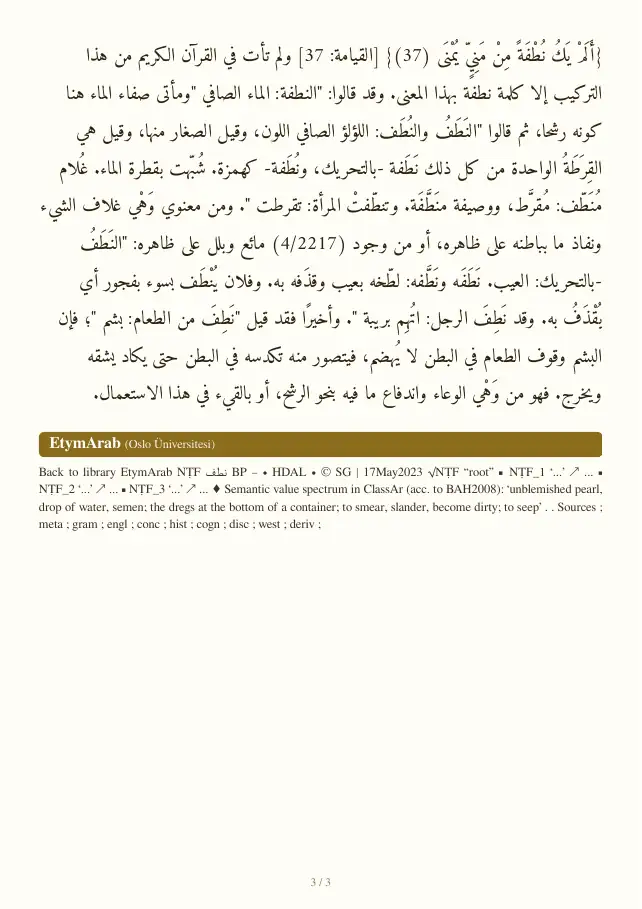 {أَلَمْ يَكُ نُطْفَةً مِنْ مَنِيٍّ يُمْنَى (37)} [القيامة: 37] ولم تأت في القرآن الكريم من هذا
التركيب إلا كلمة نطفة بهذا المعنى. وقد قالوا: "النطفة: الماء الصافي "ومأتى صفاء الماء هنا
كونه رشحا، ثم قالوا "النَطَفُ والنُطَف: اللؤلؤ الصافي اللون، وقيل الصغار منها، وقيل هي
القِرَطَةُ الواحدة من كل ذلك نَطَفة -بالتحريك، ونُطَفة- كهمزة. شُبّهت بقطرة الماء. غُلام
مُنَطّف: مُقرَّط، ووصيفة منَطَّفَة. وتنطّفتْ المرأة: تقرطت ". ومن معنوي وَهْي غلاف الشيء
ونفاذ ما بباطنه على ظاهره، أو من وجود (4/2217) مائع وبلل على ظاهره: "النَطَفُ
-بالتحريك: العيب. نَطَفَه ونَطَّفه: لطّخه بعيب وقذَفه به. وفلان يُنْطَف بسوء بفجور أي
يُقْذَفُ به. وقد نَطِفَ الرجل: اتُهِم بريبة ". وأخيرًا فقد قيل "نَطِفَ من الطعام: بشم "؛ فإن
البشم وقوف الطعام في البطن لا يُهضم، فيتصور منه تكدسه في البطن حتى يكاد يشقه
ويخرج. فهو من وَهْي الوعاء واندفاع ما فيه بنحو الرشح، أو بالقيء في هذا الاستعمال.
EtymArab (Oslo Üniversitesi)
Back to library EtymArab NṬF نطف BP – • HDAL • © SG | 17May2023 √NṬF “root” ▪ NṬF_1 ‘...’ ↗ ... ▪
NṬF_2 ‘...’ ↗ ... ▪ NṬF_3 ‘...’ ↗ ... ♦ Semantic value spectrum in ClassAr (acc. to BAH2008): ‘unblemished pearl,
drop of water, semen; the dregs at the bottom of a container; to smear, slander, become dirty; to seep’ . . Sources ;
meta ; gram ; engl ; conc ; hist ; cogn ; disc ; west ; deriv ;
3 / 3